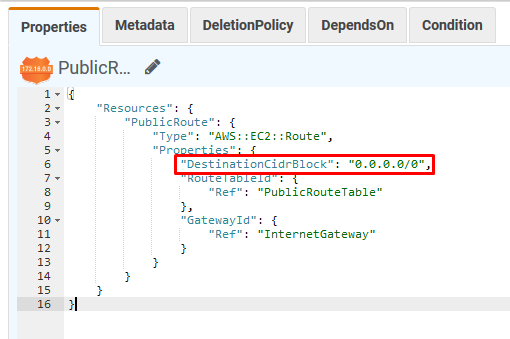 Properties Metadata DeletionPolicy DependsOn Condition
172.16.0.0 PublicR...
1 {
2 "Resources": {
3 "PublicRoute": {
4 "Type": "AWS::EC2::Route",
5 "Properties": {
6 "DestinationCidrBlock": "0.0.0.0/0",
7 "RouteTableId": {
8 "Ref": "PublicRouteTable"
9 },
10 "GatewayId": {
11 "Ref": "InternetGateway"
12 }
13 }
14 }
15 }
16 }